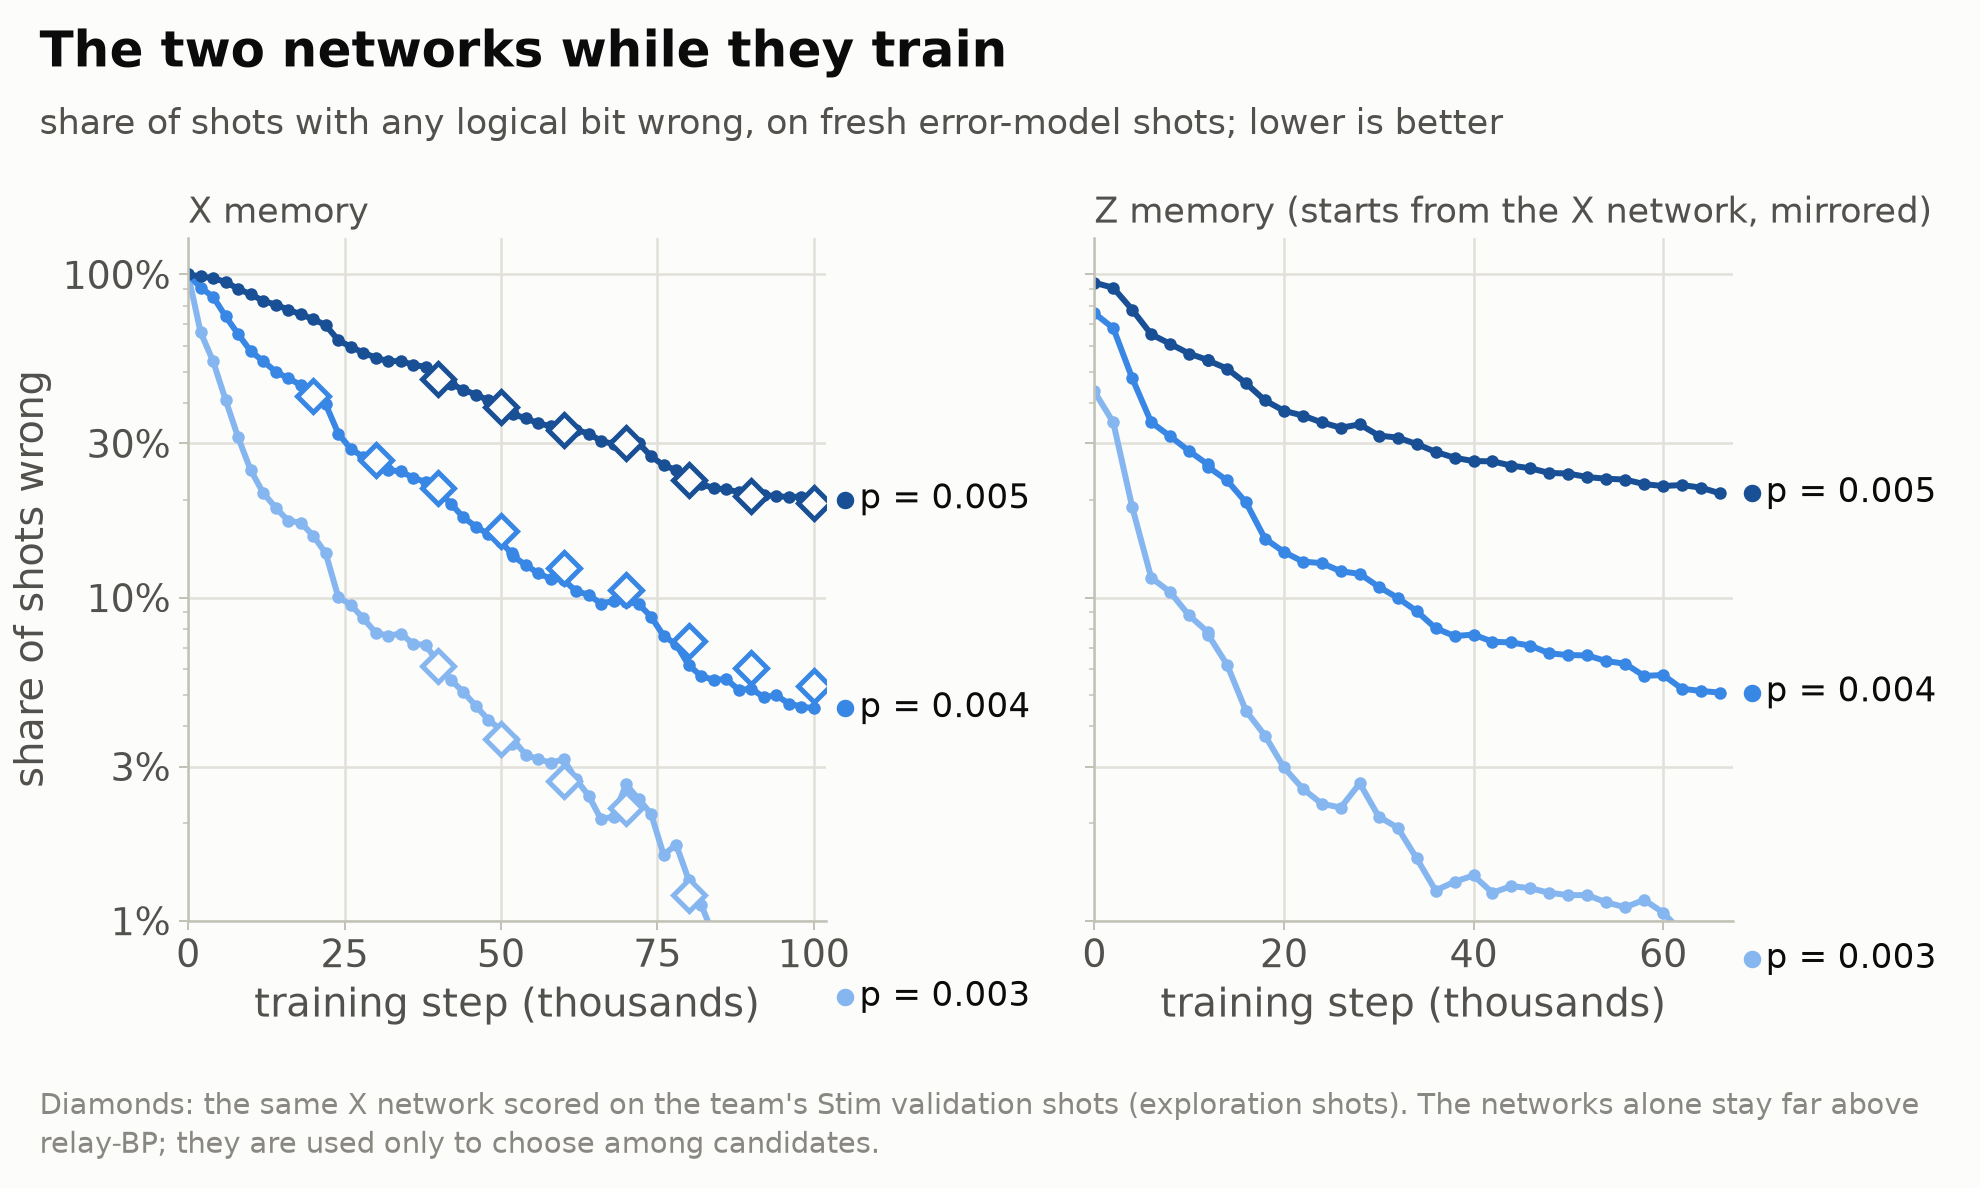 The two networks while they train
share of shots with any logical bit wrong, on fresh error-model shots; lower is better
X memory
Z memory (starts from the X network, mirrored)
share of shots wrong
100%
30%
10%
3%
1%
p = 0.005
p = 0.004
p = 0.003
0 25 50 75 100
training step (thousands)
p = 0.005
p = 0.004
p = 0.003
0 20 40 60
training step (thousands)
Diamonds: the same X network scored on the team's Stim validation shots (exploration shots). The networks alone stay far above
relay-BP; they are used only to choose among candidates.